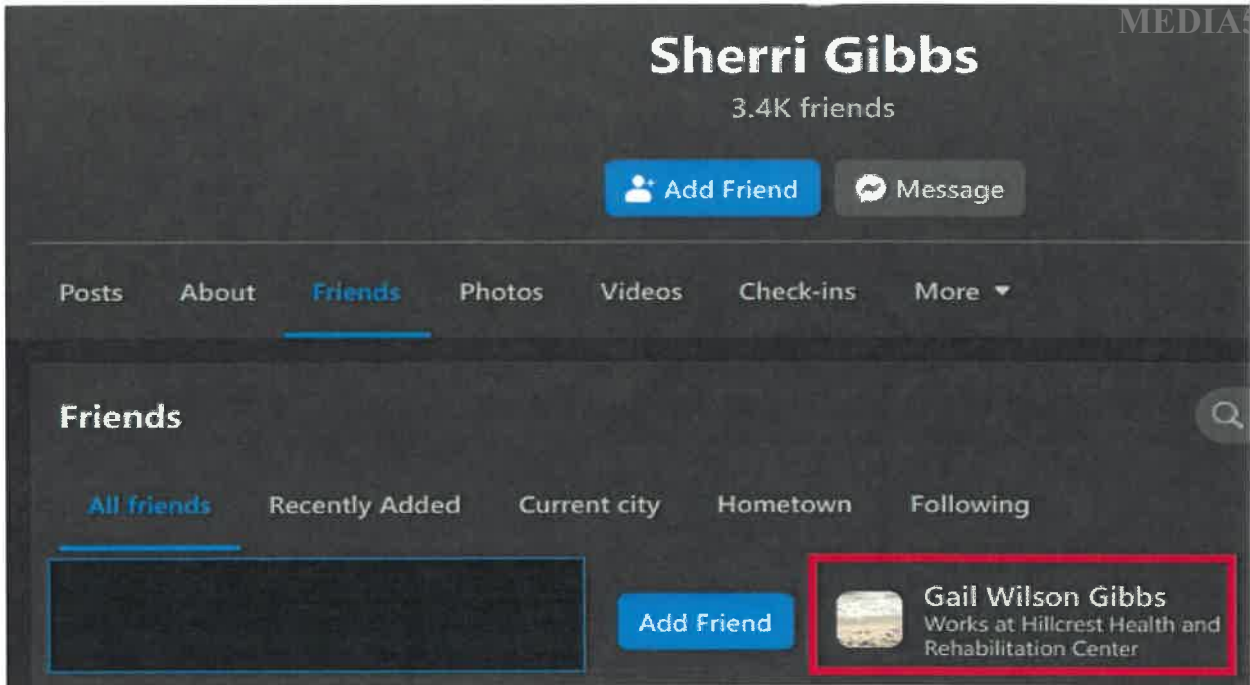 MEDIA5
Sherri Gibbs
3.4K friends
Add Friend
Message
Posts About Friends Photos Videos Check-ins More
Friends
All friends Recently Added Current city Hometown Following
Add Friend
Gail Wilson Gibbs
Works at Hillcrest Health and
Rehabilitation Center